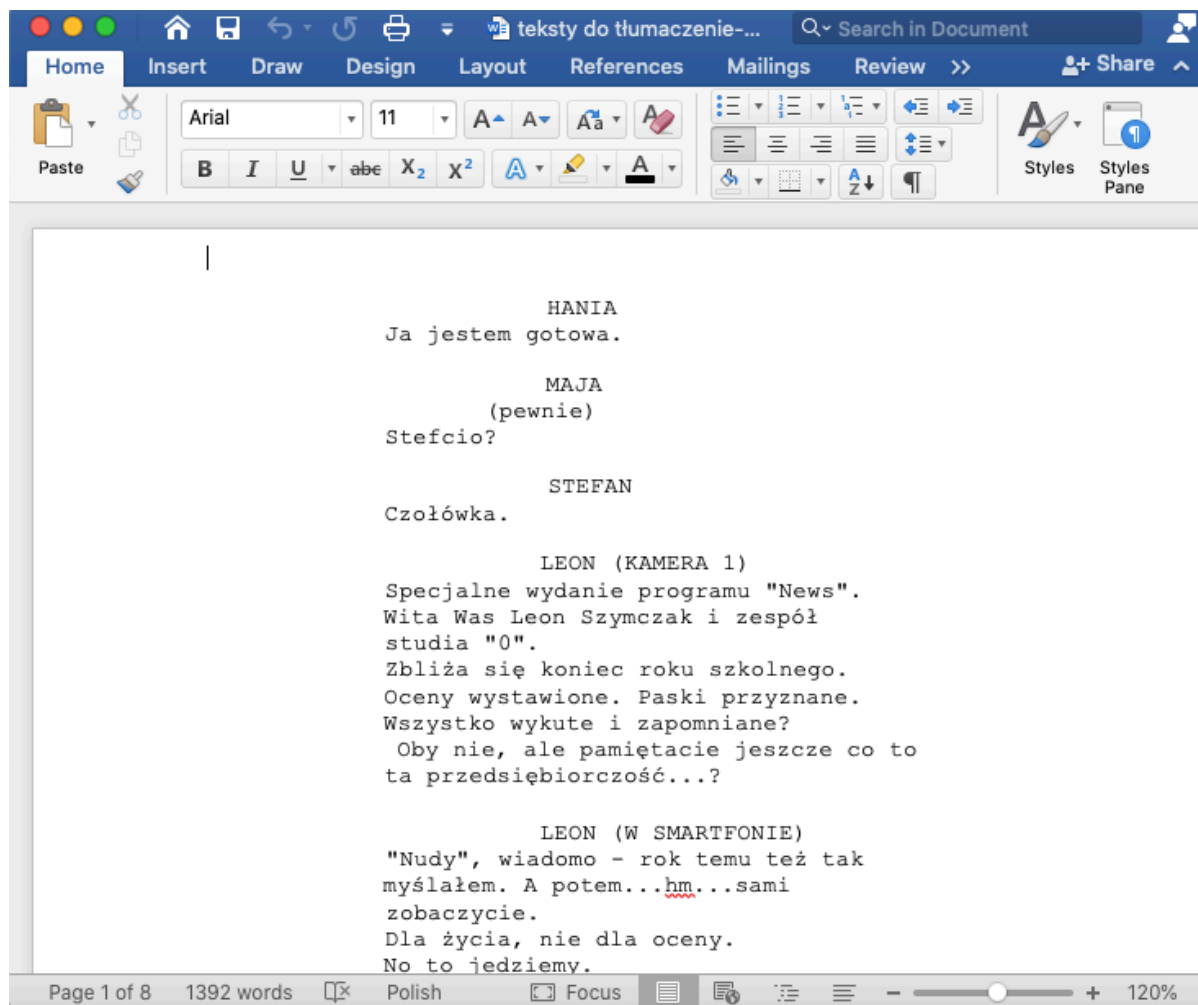 teksty do tłumaczenie-...
Search in Document
Home Insert Draw Design Layout References Mailings Review >> Share
Paste
Arial 11
A A Aa A
B I U abc X₂ X² A A
A Z
Styles
Styles Pane
HANIA
Ja jestem gotowa.
MAJA
(pewnie)
Stefcio?
STEFAN
Czołówka.
LEON (KAMERA 1)
Specjalne wydanie programu "News".
Wita Was Leon Szymczak i zespół
studia "0".
Zbliża się koniec roku szkolnego.
Oceny wystawione. Paski przyznane.
Wszystko wykute i zapomniane?
Oby nie, ale pamiętacie jeszcze co to
ta przedsiębiorczość...?
LEON (W SMARTFONIE)
"Nudy", wiadomo – rok temu też tak
myślałem. A potem...hm...sami
zobaczycie.
Dla życia, nie dla oceny.
No to jedziemy.
Page 1 of 8 1392 words Polish Focus 120%